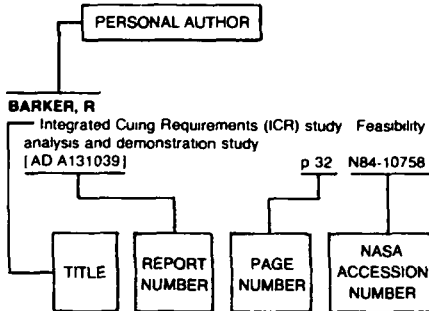 PERSONAL AUTHOR
BARKER, R
Integrated Cuing Requirements (ICR) study Feasibility
analysis and demonstration study
[AD A131039] p 32 N84-10758
TITLE
REPORT
NUMBER
PAGE
NUMBER
NASA
ACCESSION
NUMBER